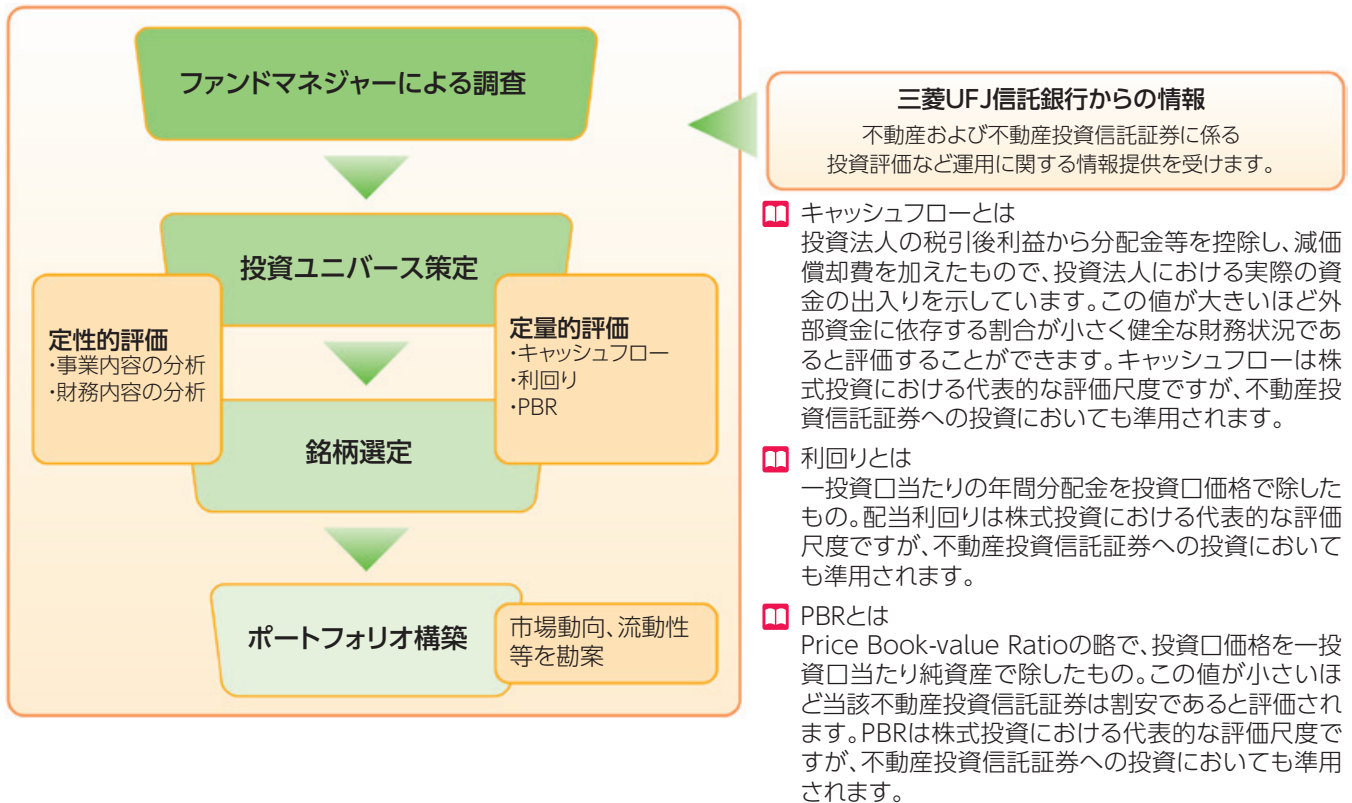 ファンドマネジャーによる調査
投資ユニバース策定
定性的評価
・事業内容の分析
・財務内容の分析
定量的評価
・キャッシュフロー
・利回り
・PBR
銘柄選定
ポートフォリオ構築
市場動向、流動性
等を勘案
三菱UFJ信託銀行からの情報
不動産および不動産投資信託証券に係る
投資評価など運用に関する情報提供を受けます。
キャッシュフローとは
投資法人の税引後利益から分配金等を控除し、減価
償却費を加えたもので、投資法人における実際の資
金の出入りを示しています。この値が大きいほど外
部資金に依存する割合が小さく健全な財務状況であ
ると評価することができます。キャッシュフローは株
式投資における代表的な評価尺度ですが、不動産投
資信託証券への投資においても準用されます。
利回りとは
一投資口当たりの年間分配金を投資口価格で除した
もの。配当利回りは株式投資における代表的な評価
尺度ですが、不動産投資信託証券への投資において
も準用されます。
PBRとは
Price Book-value Ratioの略で、投資口価格を一投
資口当たり純資産で除したもの。この値が小さいほ
ど当該不動産投資信託証券は割安であると評価され
ます。PBRは株式投資における代表的な評価尺度で
すが、不動産投資信託証券への投資においても準用
されます。